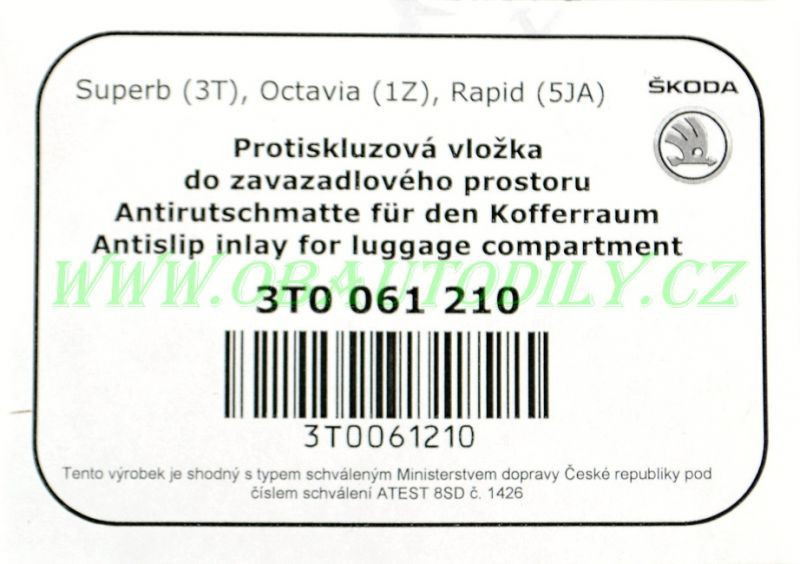 Superb (3T), Octavia (1Z), Rapid (5JA)
ŠKODA
Protiskluzová vložka
do zavazadlového prostoru
Antirutschmatte für den Kofferraum
Antislip inlay for luggage compartment
WWW.OBAUTODILY.CZ
3T0 061 210
3T0061210
Tento výrobek je shodný s typem schváleným Ministerstvem dopravy České republiky pod
číslem schválení ATEST 8SD č. 1426